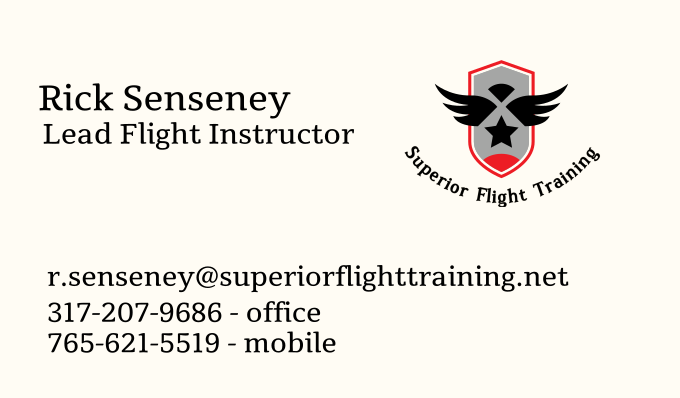 Rick Senseney
Lead Flight Instructor
Superior Flight Training
r.senseney@superiorflighttraining.net
317-207-9686 - office
765-621-5519 - mobile